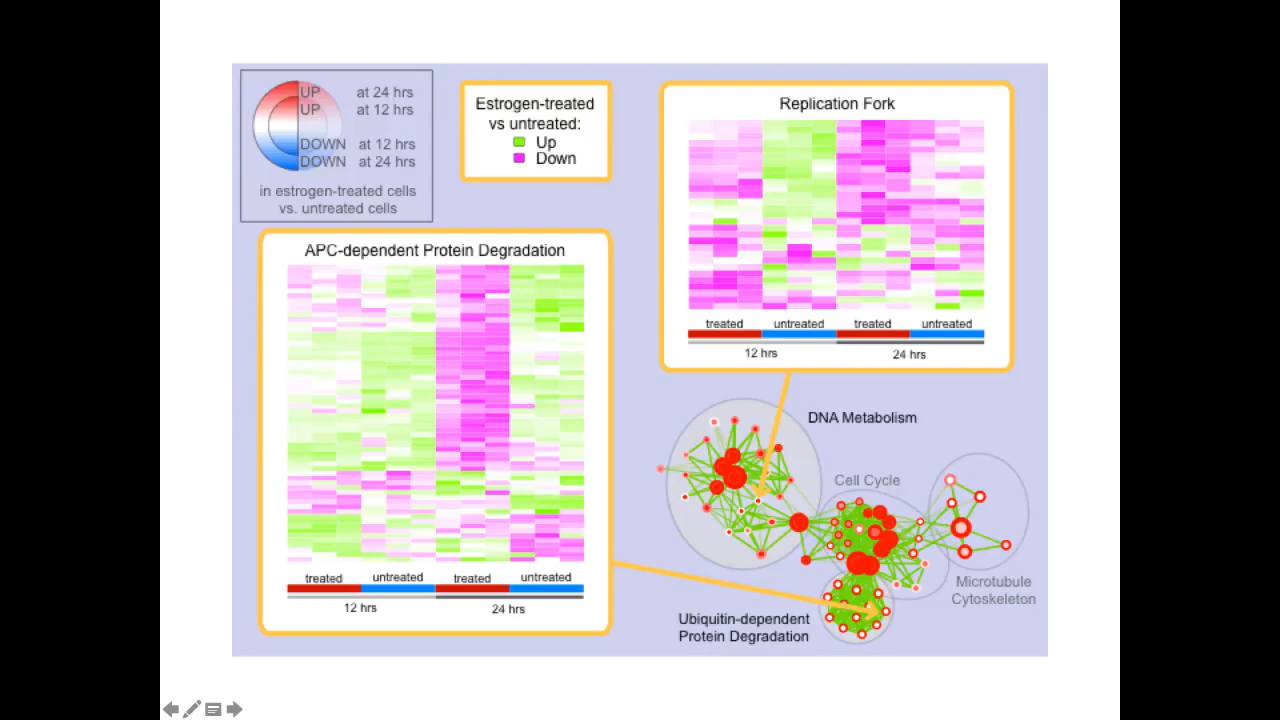 UP at 24 hrs
UP at 12 hrs
DOWN at 12 hrs
DOWN at 24 hrs
in estrogen-treated cells
vs. untreated cells
Estrogen-treated
vs untreated:
Up
Down
Replication Fork
treated untreated treated untreated
12 hrs 24 hrs
APC-dependent Protein Degradation
treated untreated treated untreated
12 hrs 24 hrs
DNA Metabolism
Cell Cycle
Microtubule
Cytoskeleton
Ubiquitin-dependent
Protein Degradation